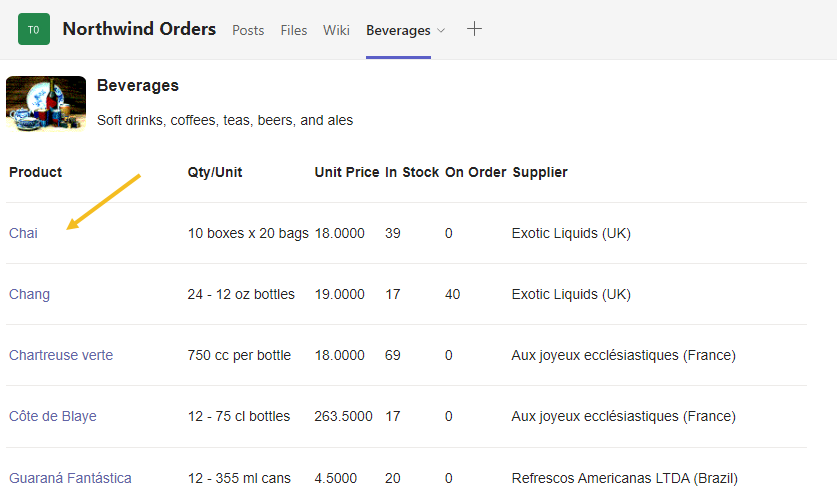 TO Northwind Orders Posts Files Wiki Beverages
Beverages
Soft drinks, coffees, teas, beers, and ales
Product Qty/Unit Unit Price In Stock On Order Supplier
Chai 10 boxes x 20 bags 18.0000 39 0 Exotic Liquids (UK)
Chang 24 - 12 oz bottles 19.0000 17 40 Exotic Liquids (UK)
Chartreuse verte 750 cc per bottle 18.0000 69 0 Aux joyeux ecclésiastiques (France)
Côte de Blaye 12 - 75 cl bottles 263.5000 17 0 Aux joyeux ecclésiastiques (France)
Guaraná Fantástica 12 - 355 ml cans 4.5000 20 0 Refrescos Americanas LTDA (Brazil)